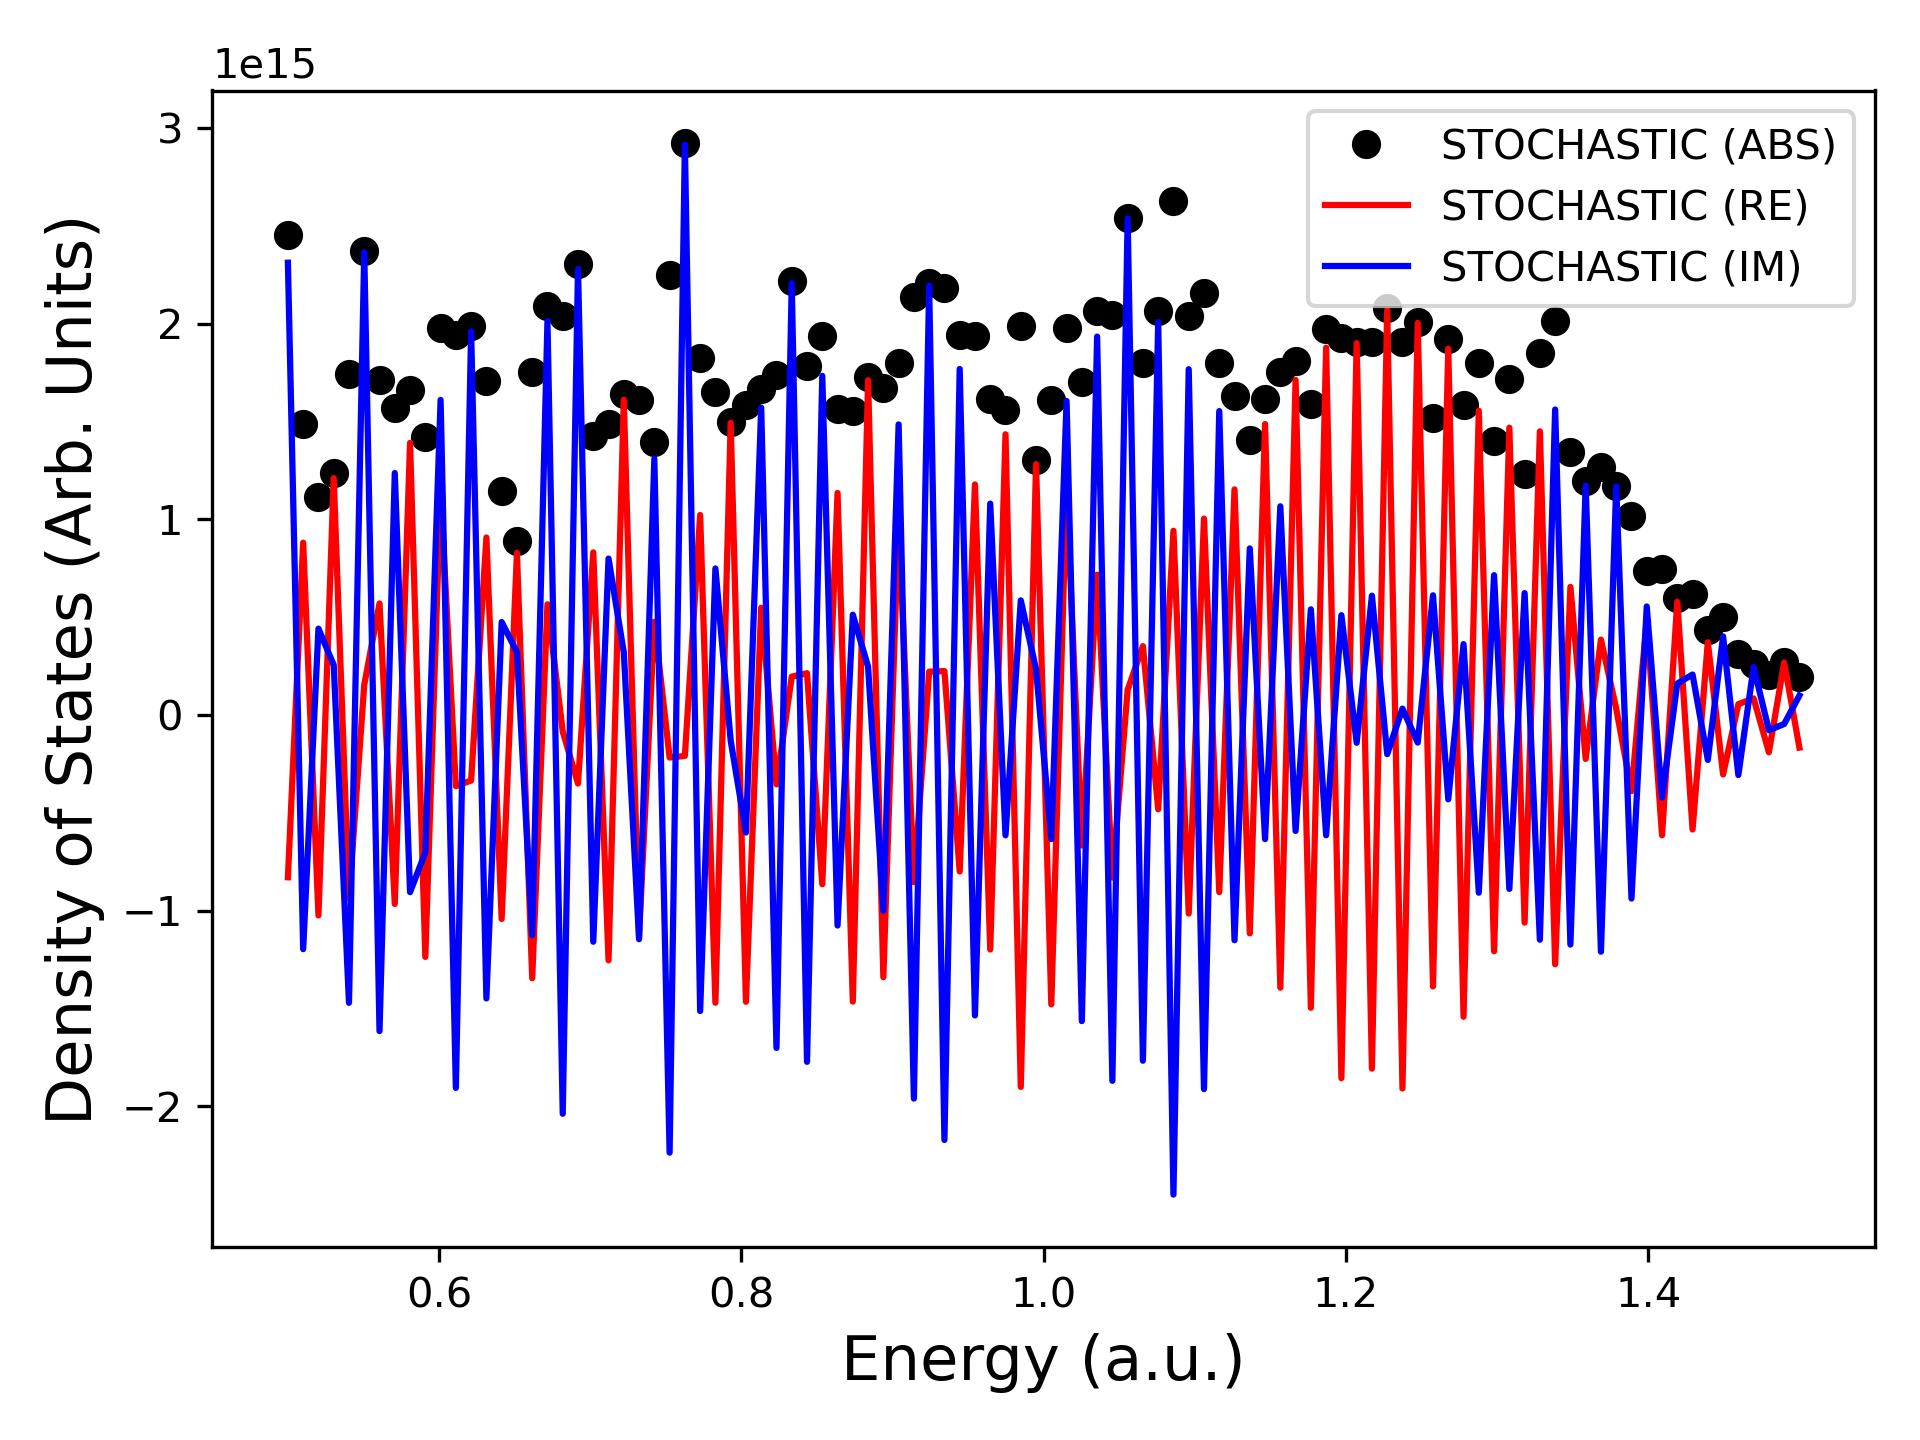 1e15
3
2
1
0
−1
−2
Density of States (Arb. Units)
STOCHASTIC (ABS)
STOCHASTIC (RE)
STOCHASTIC (IM)
0.6 0.8 1.0 1.2 1.4
Energy (a.u.)